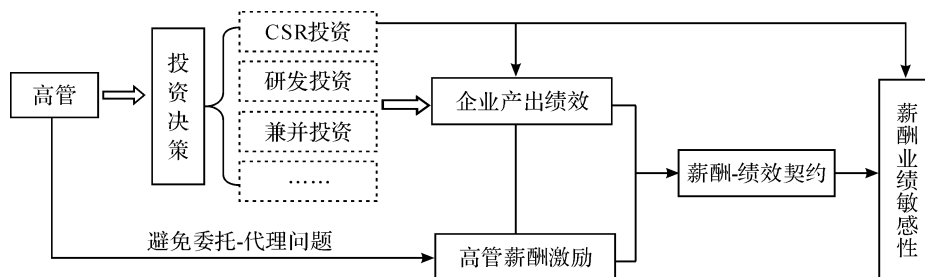 CSR投资
高管
投资决策
研发投资
兼并投资
……
企业产出绩效
薪酬-绩效契约
薪酬业绩敏感性
避免委托-代理问题
高管薪酬激励